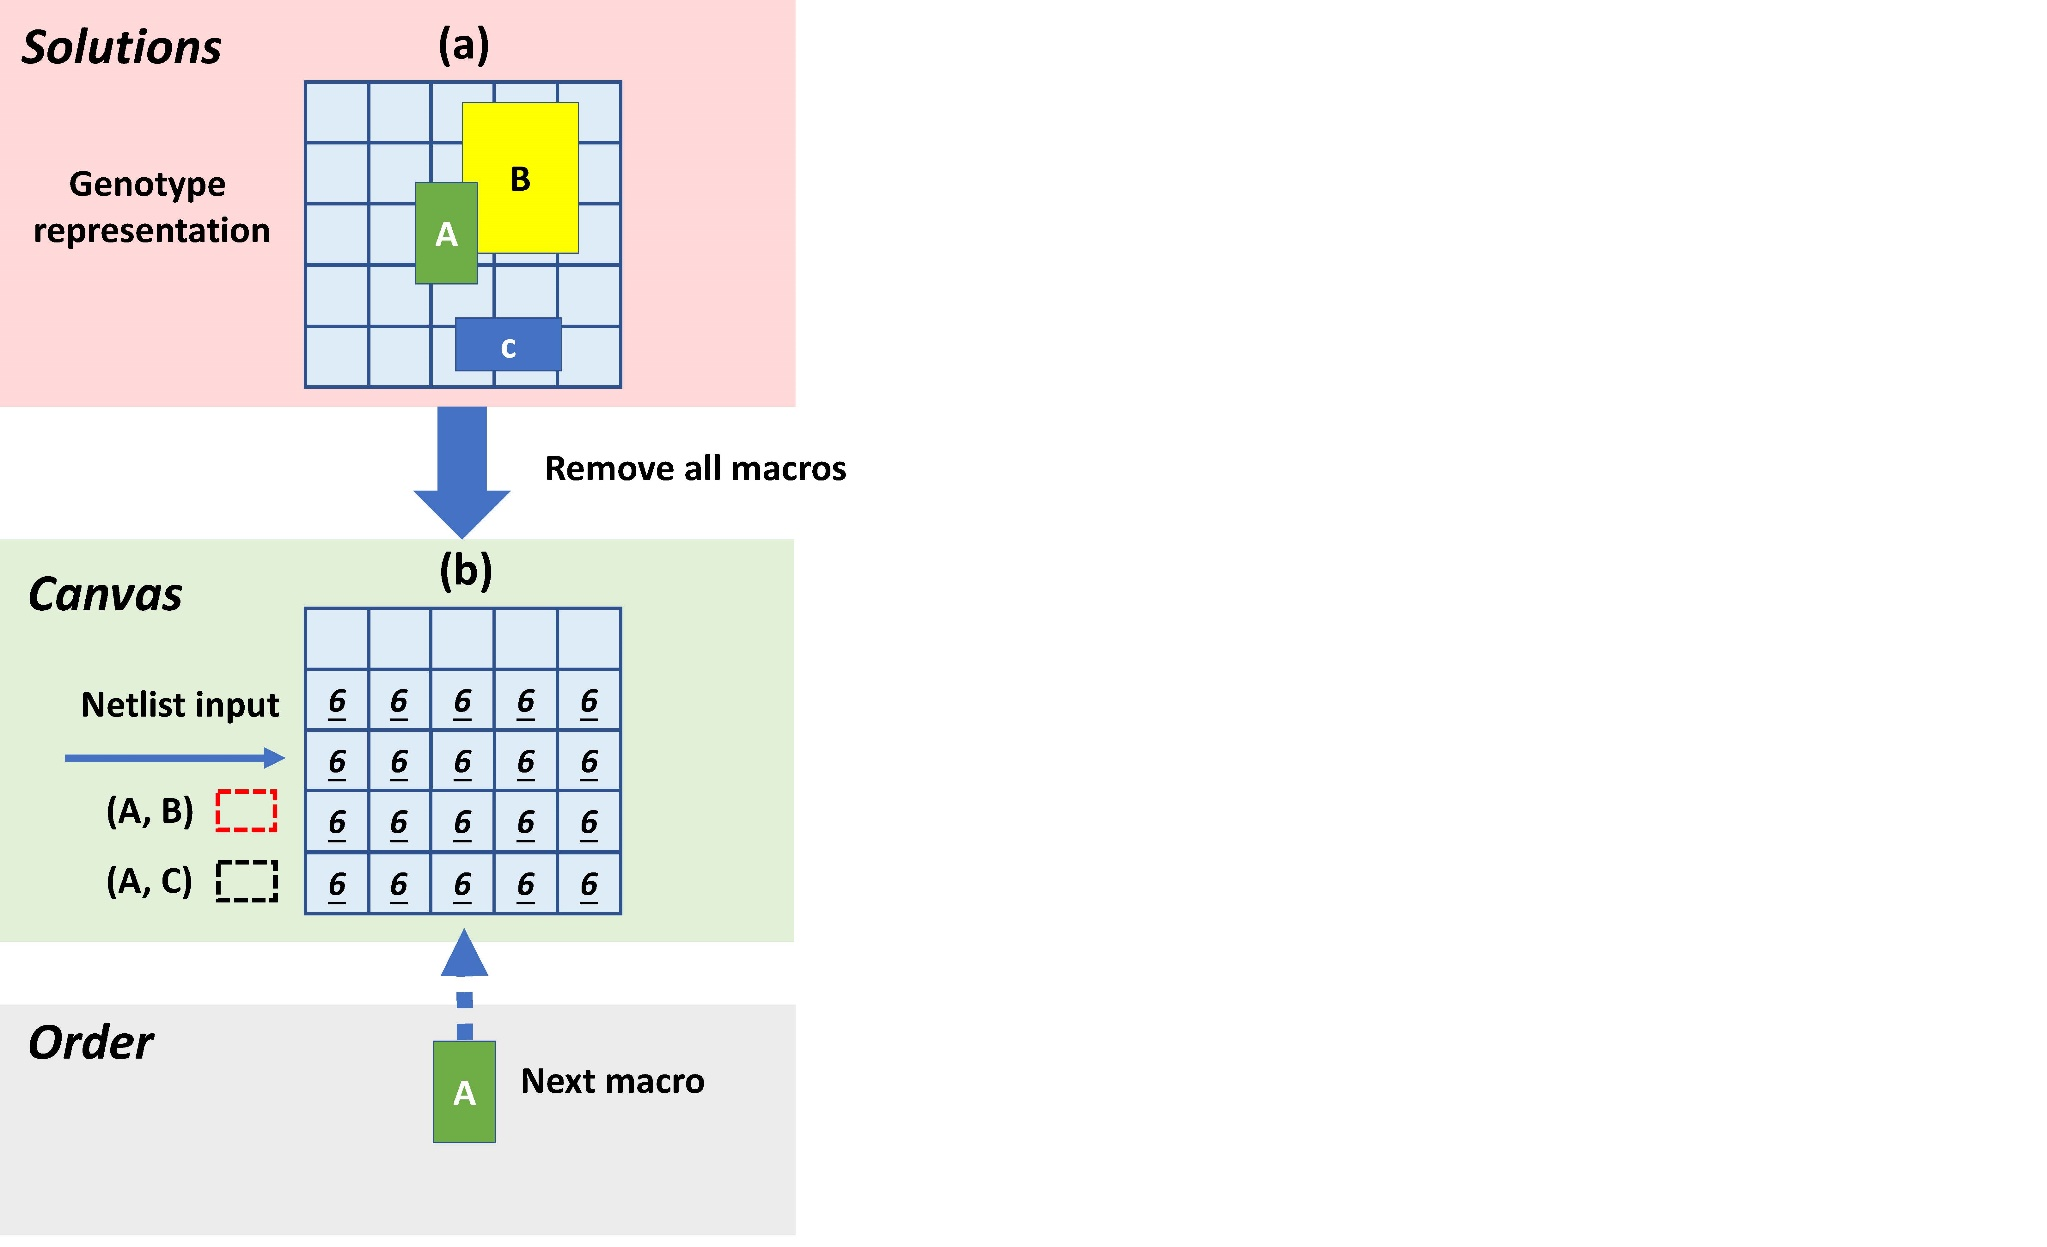 Solutions
(a)
Genotype
representation
B
A
c
Remove all macros
(b)
Canvas
Netlist input
(A, B)
(A, C)
6 6 6 6 6
6 6 6 6 6
6 6 6 6 6
6 6 6 6 6
Order
A
Next macro